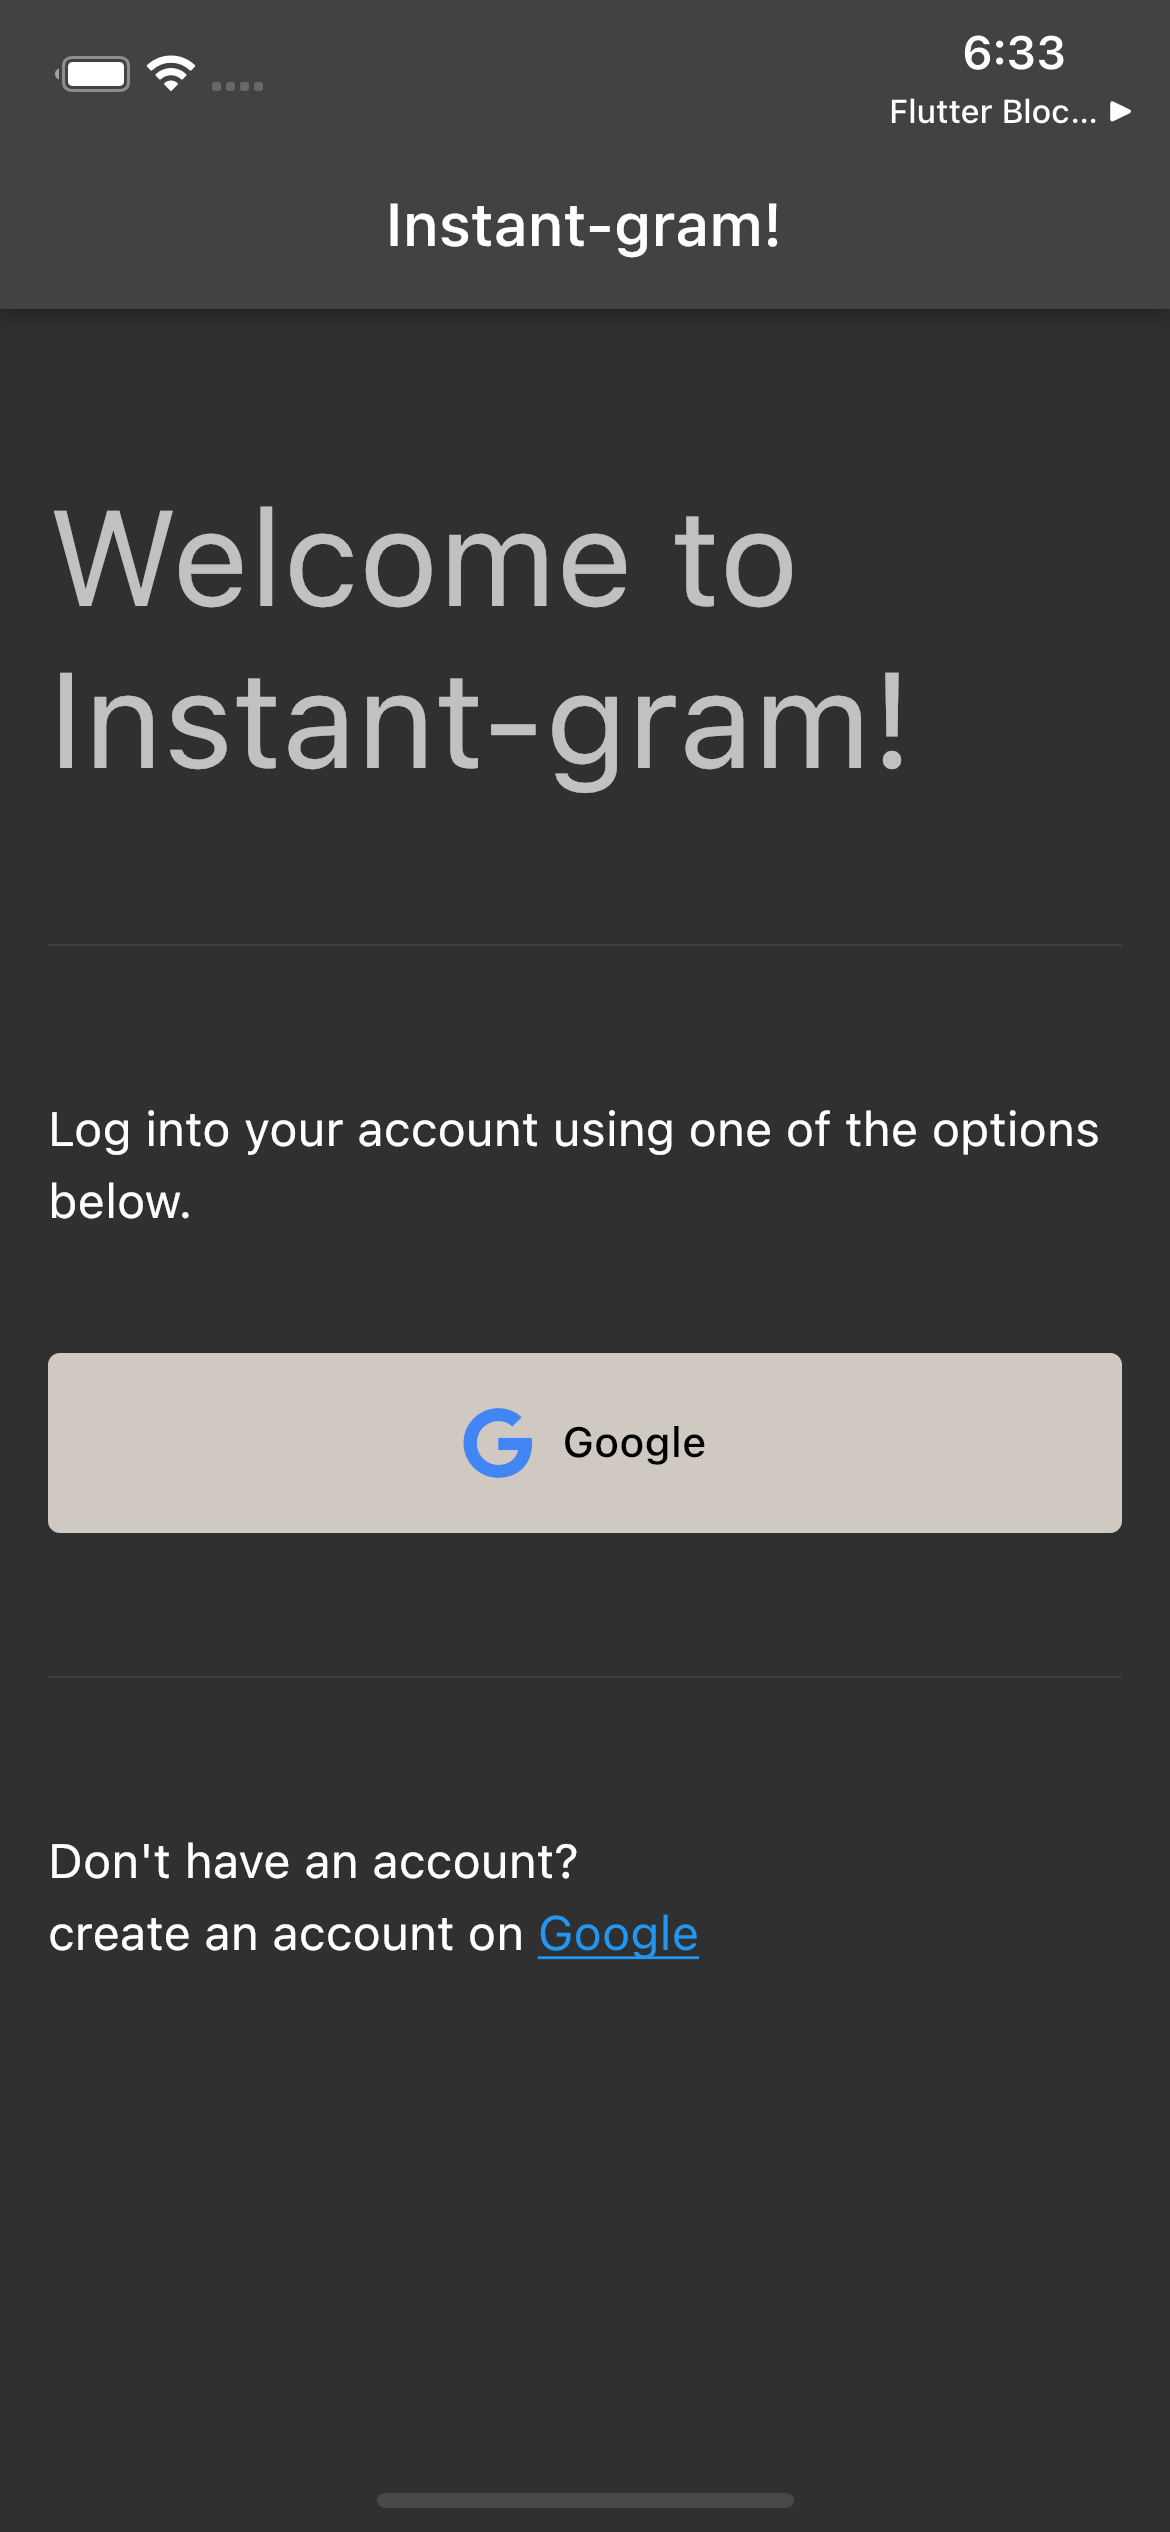 6:33
Flutter Bloc...
Instant-gram!
Welcome to
Instant-gram!
Log into your account using one of the options
below.
Google
Don't have an account?
create an account on Google